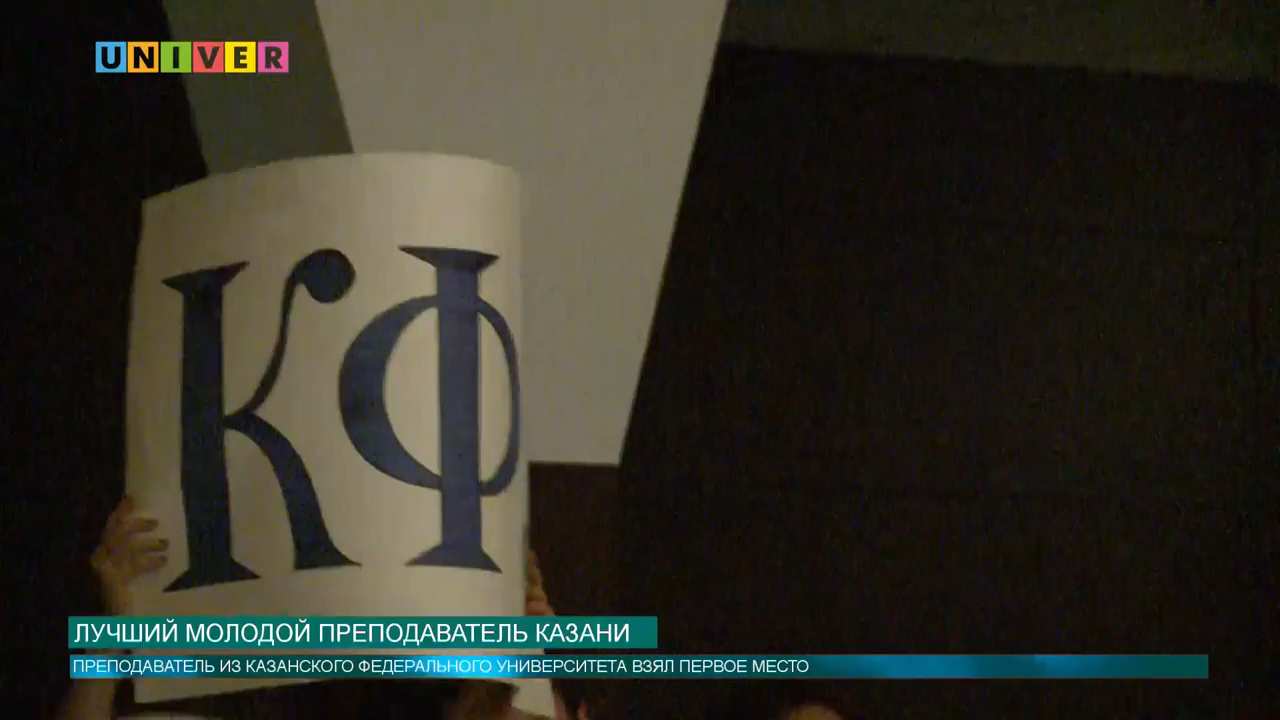 UNIVER
КФ
ЛУЧШИЙ МОЛОДОЙ ПРЕПОДАВАТЕЛЬ КАЗАНИ
ПРЕПОДАВАТЕЛЬ ИЗ КАЗАНСКОГО ФЕДЕРАЛЬНОГО УНИВЕРСИТЕТА ВЗЯЛ ПЕРВОЕ МЕСТО